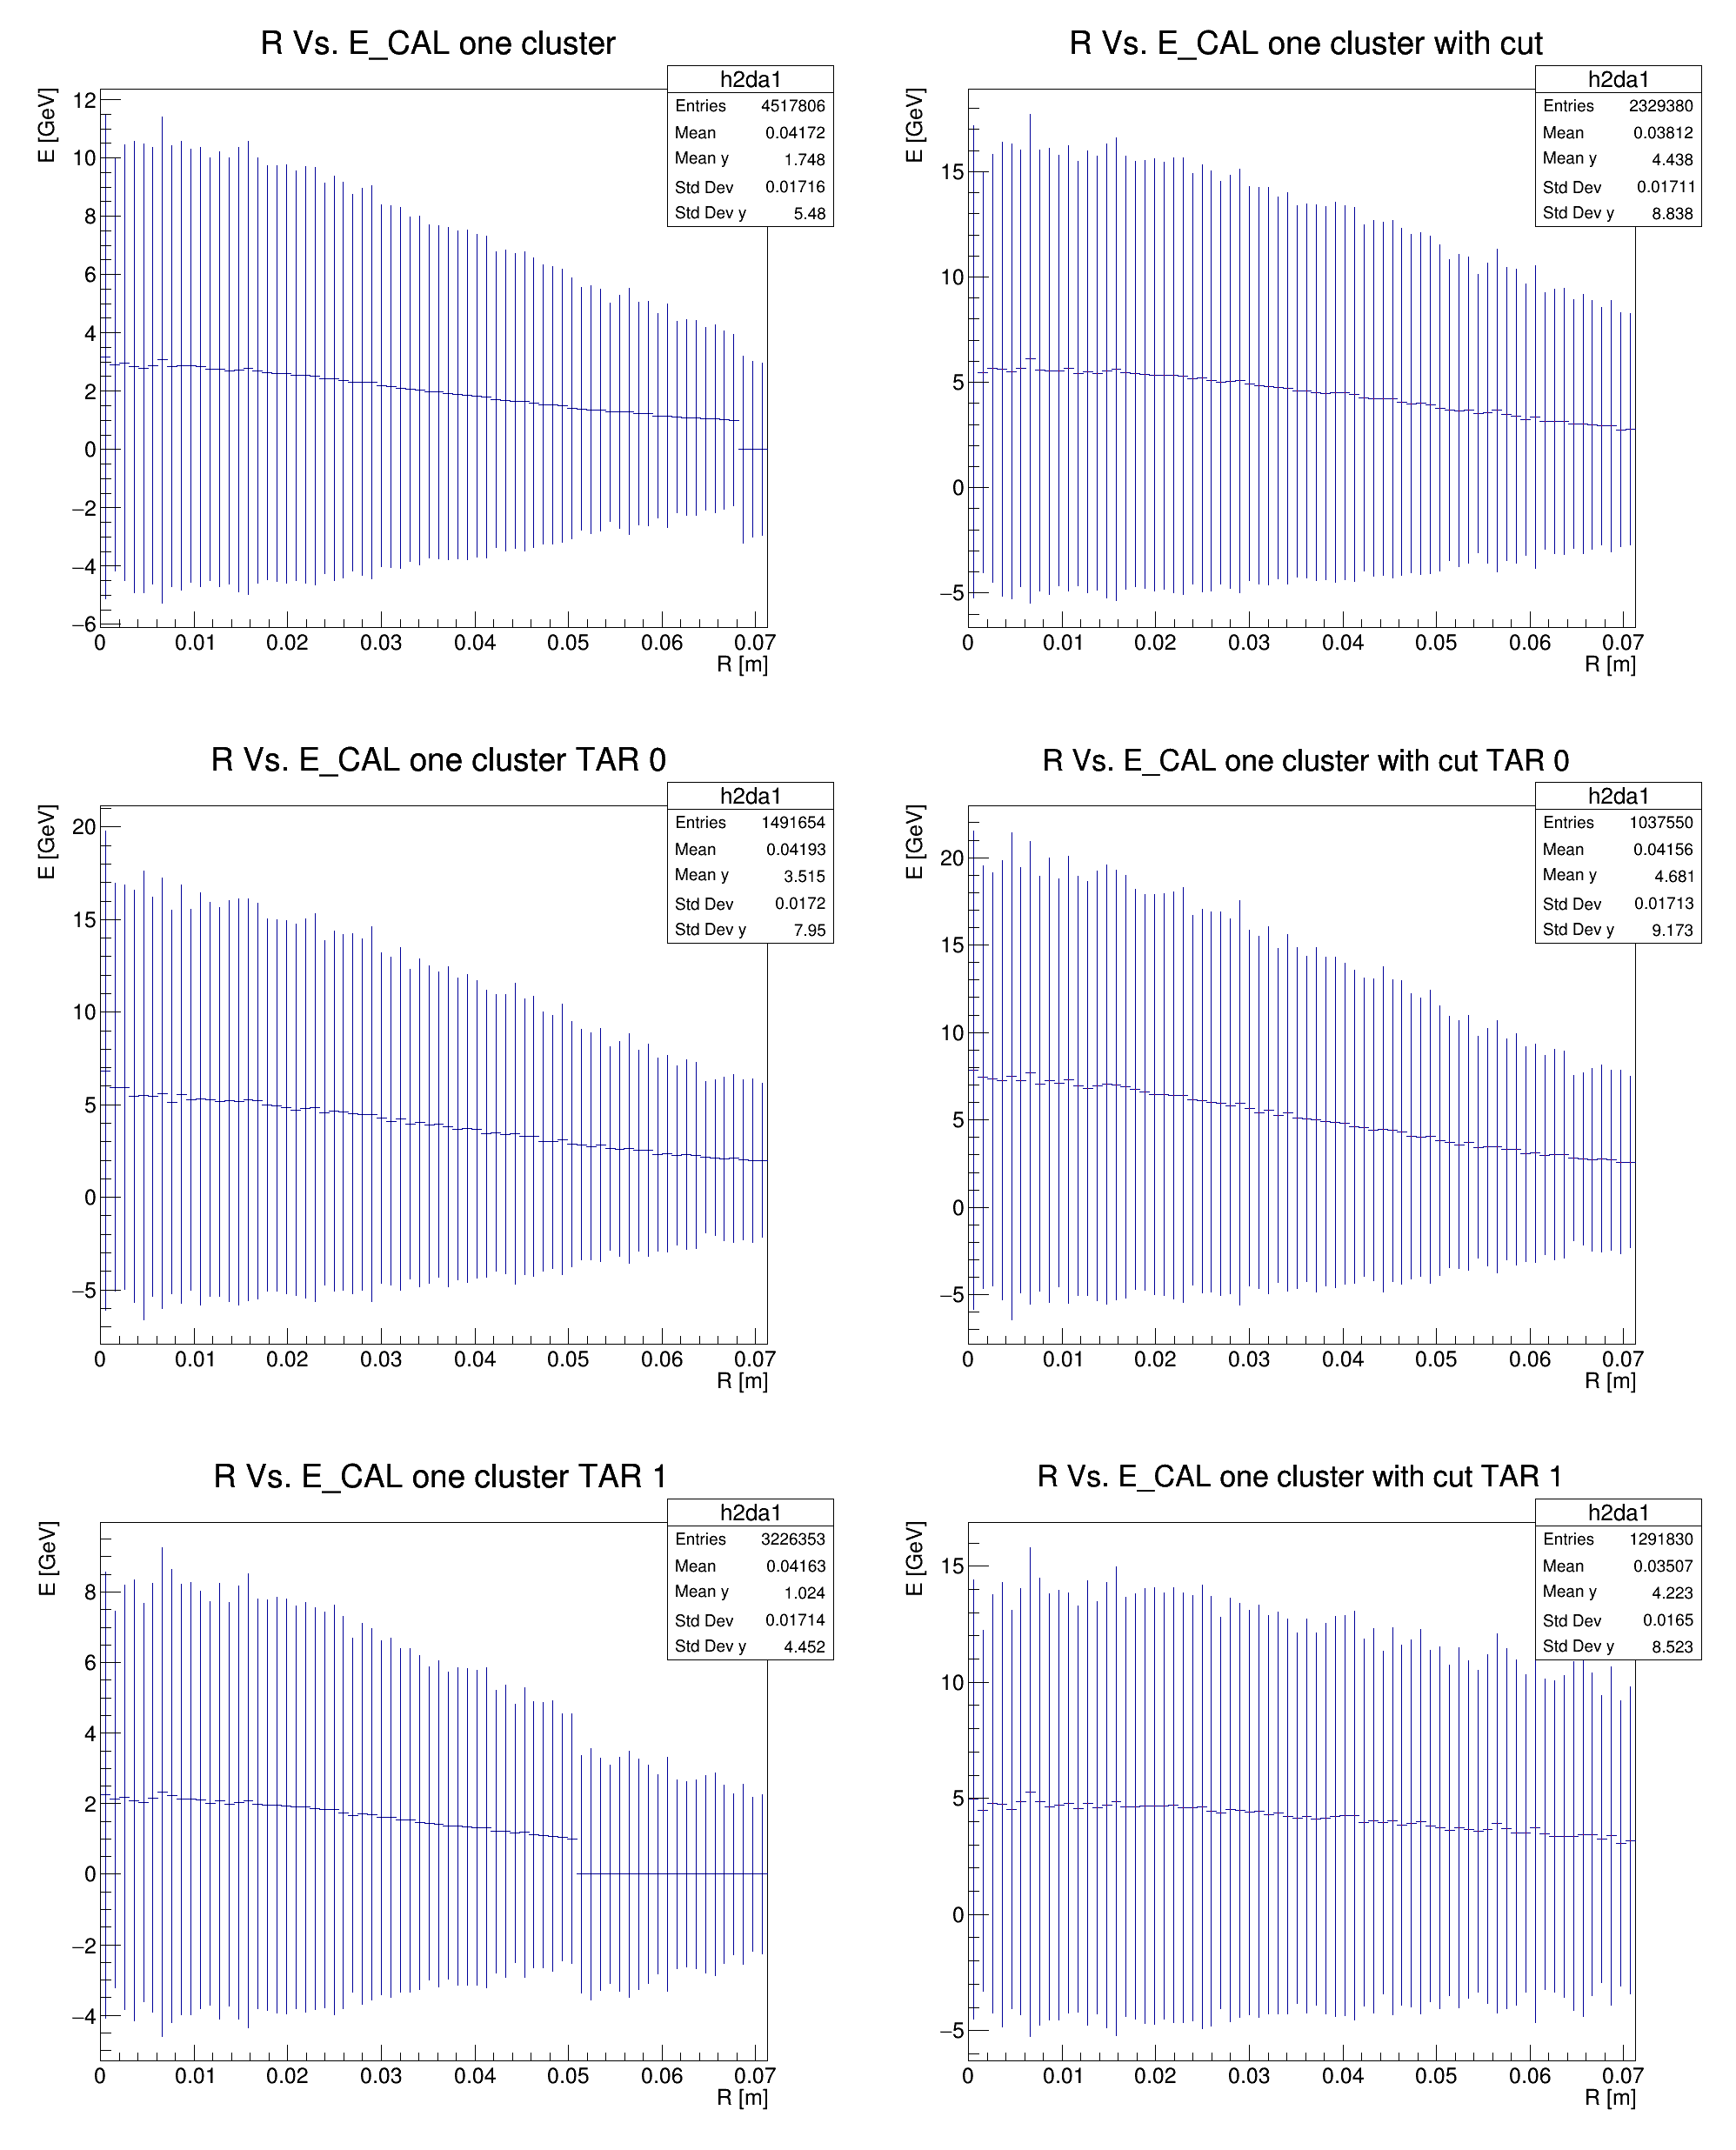 R Vs. E_CAL one cluster
h2da1
Entries 4517806
Mean 0.04172
Mean y 1.748
Std Dev 0.01716
Std Dev y 5.48
E [GeV]
12
10
8
6
4
2
0
−2
−4
−6
0 0.01 0.02 0.03 0.04 0.05 0.06 0.07
R [m]
R Vs. E_CAL one cluster with cut
h2da1
Entries 2329380
Mean 0.03812
Mean y 4.438
Std Dev 0.01711
Std Dev y 8.838
E [GeV]
15
10
5
0
−5
0 0.01 0.02 0.03 0.04 0.05 0.06 0.07
R [m]
R Vs. E_CAL one cluster TAR 0
h2da1
Entries 1491654
Mean 0.04193
Mean y 3.515
Std Dev 0.0172
Std Dev y 7.95
E [GeV]
20
15
10
5
0
−5
0 0.01 0.02 0.03 0.04 0.05 0.06 0.07
R [m]
R Vs. E_CAL one cluster with cut TAR 0
h2da1
Entries 1037550
Mean 0.04156
Mean y 4.681
Std Dev 0.01713
Std Dev y 9.173
E [GeV]
20
15
10
5
0
−5
0 0.01 0.02 0.03 0.04 0.05 0.06 0.07
R [m]
R Vs. E_CAL one cluster TAR 1
h2da1
Entries 3226353
Mean 0.04163
Mean y 1.024
Std Dev 0.01714
Std Dev y 4.452
E [GeV]
8
6
4
2
0
−2
−4
0 0.01 0.02 0.03 0.04 0.05 0.06 0.07
R [m]
R Vs. E_CAL one cluster with cut TAR 1
h2da1
Entries 1291830
Mean 0.03507
Mean y 4.223
Std Dev 0.0165
Std Dev y 8.523
E [GeV]
15
10
5
0
−5
0 0.01 0.02 0.03 0.04 0.05 0.06 0.07
R [m]